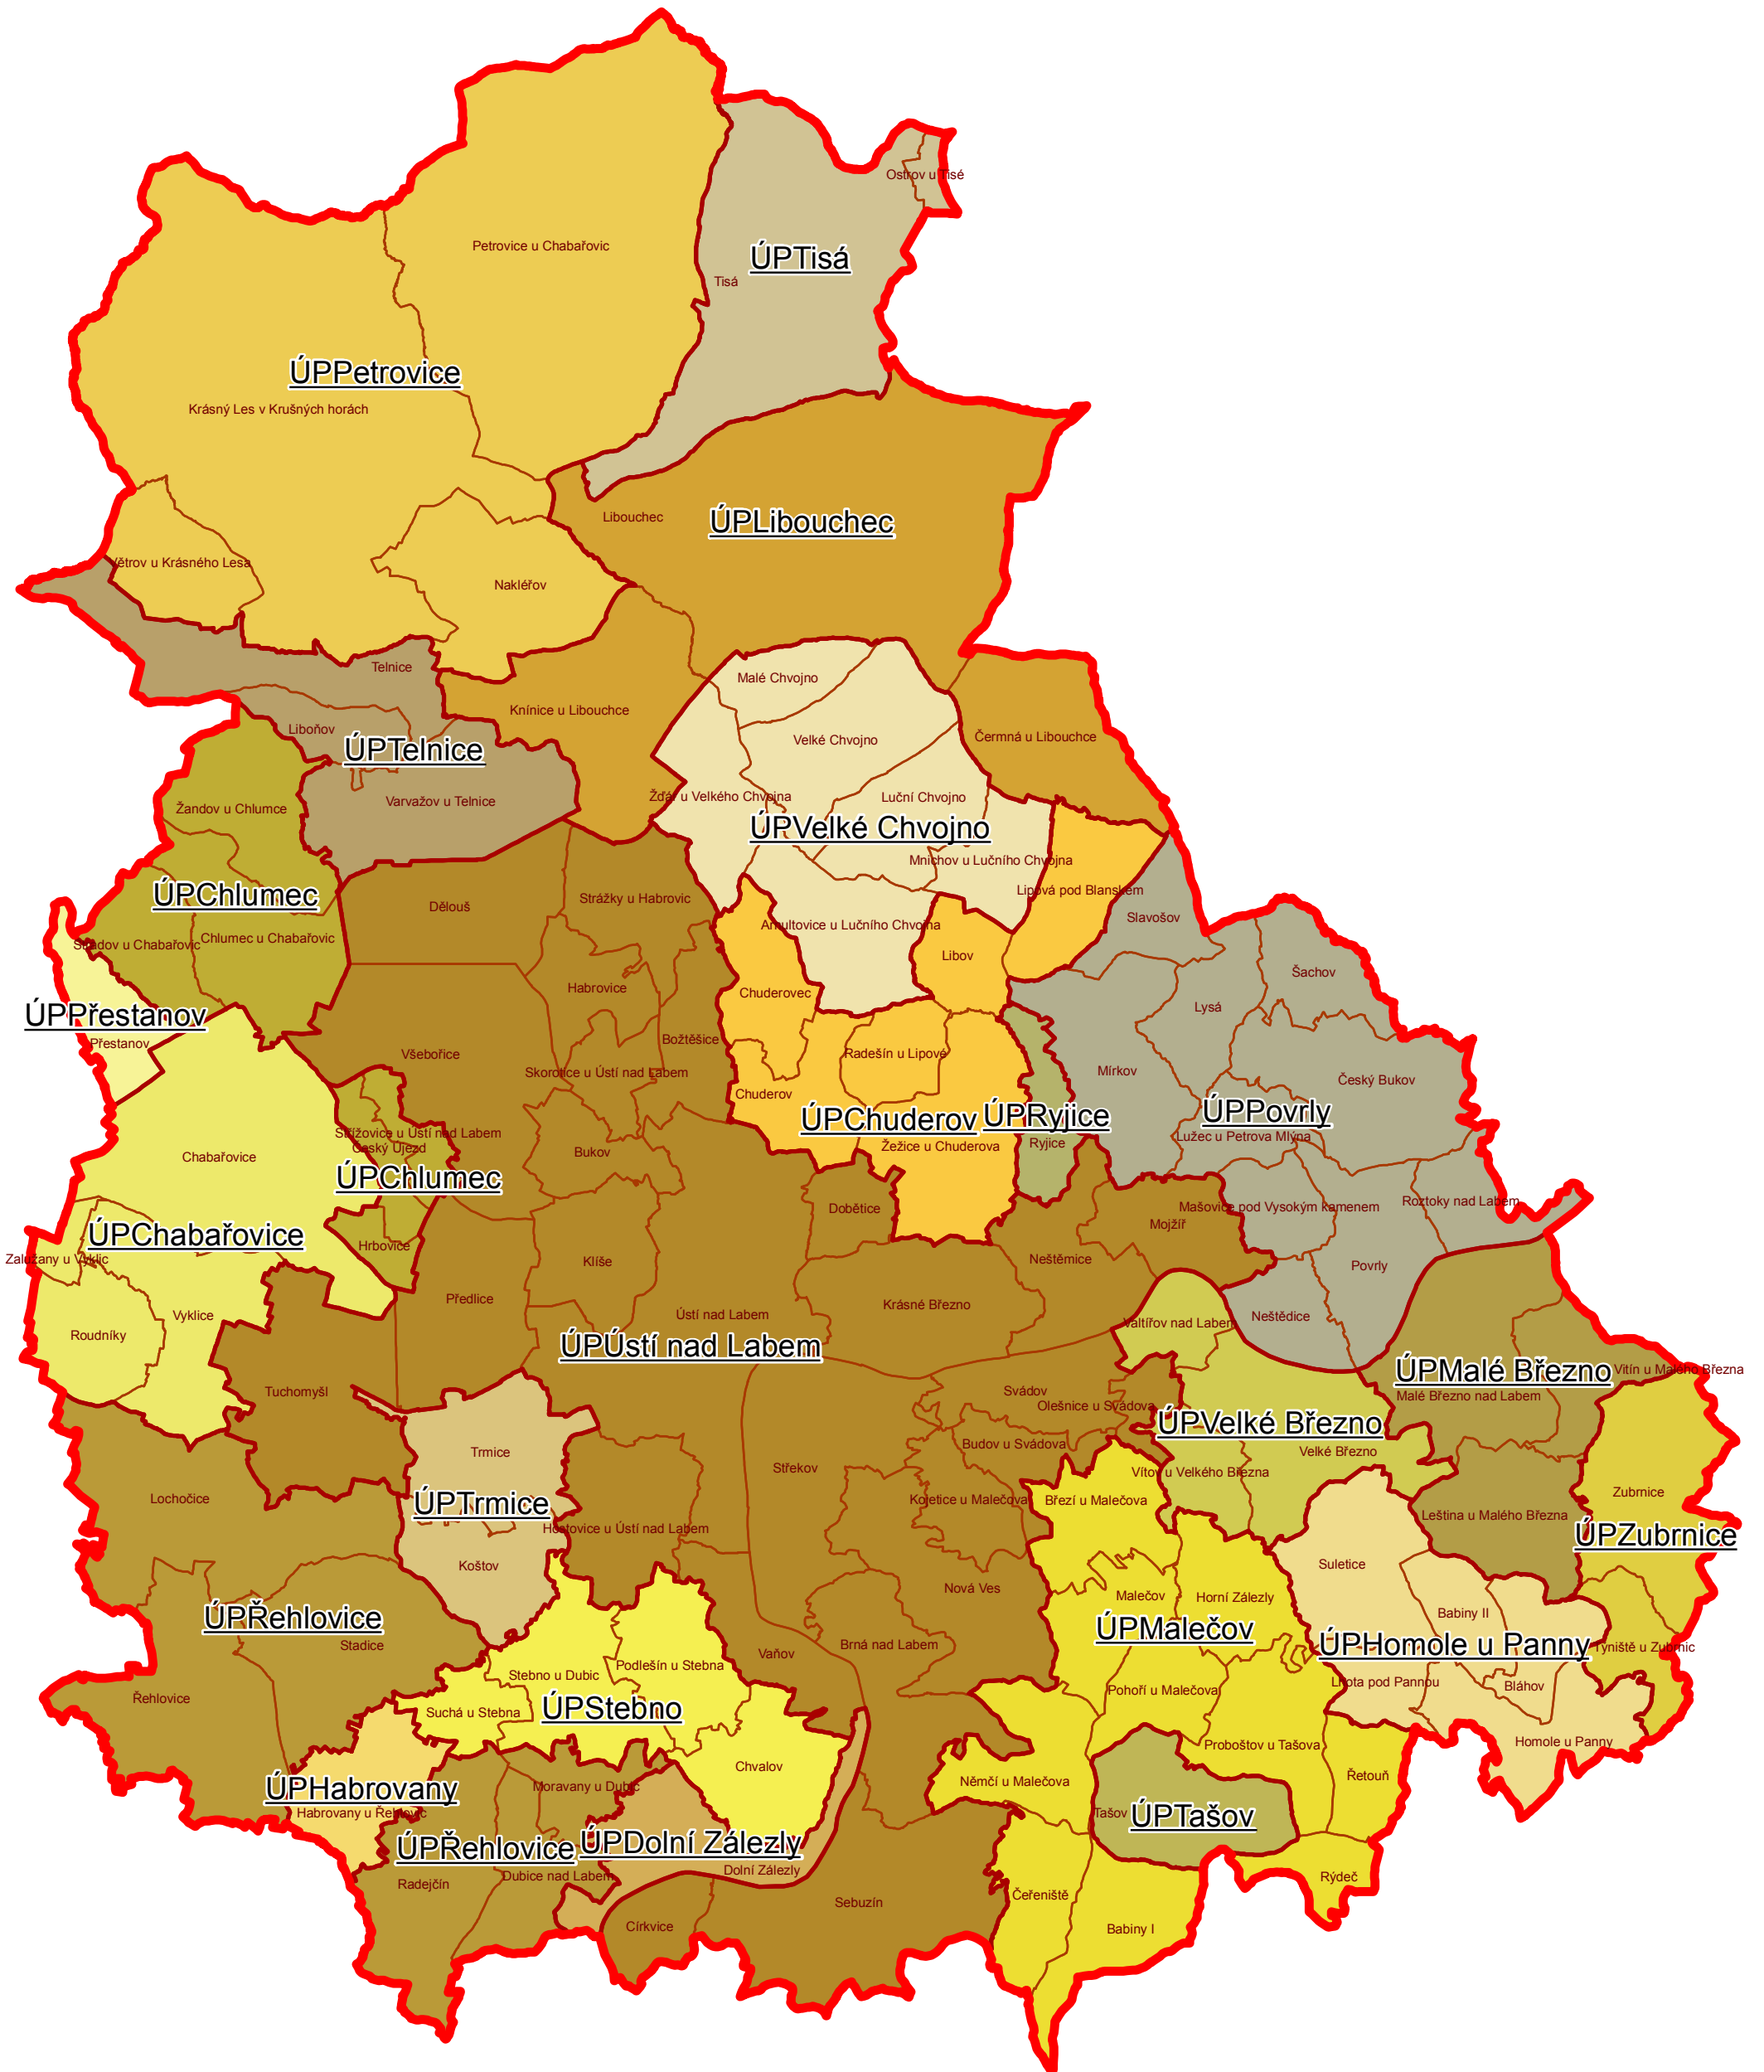 Ostrov u Tisé
Petrovice u Chabařovic
ÚPTisá
Tisá
ÚPPetrovice
Krásný Les v Krušných horách
Libouchec
ÚPLibouchec
Větrov u Krásného Lesa
Nakléřov
Telnice
Malé Chvojno
Knínice u Libouchce
Liboňov
ÚPTelnice
Velké Chvojno
Čermná u Libouchce
Žandov u Chlumce
Varvažov u Telnice
Žďár u Velkého Chvojna
Luční Chvojno
ÚPVelké Chvojno
Mnichov u Lučního Chvojna
Lipová pod Blanskem
ÚPChlumec
Strážky u Habrovic
Dělouš
Slavošov
Stradov u Chabařovic
Chlumec u Chabařovic
Arnultovice u Lučního Chvojna
Libov
Šachov
Habrovice
Chuderovec
Lysá
ÚPPřestanov
Přestanov
Božtěšice
Všebořice
Radešín u Lipové
Skorotice u Ústí nad Labem
Mírkov
Český Bukov
Chuderov
ÚPChuderov
ÚPRyjice
ÚPPovrly
Střížovice u Ústí nad Labem
Český Újezd
Lužec u Petrova Mlýna
Ryjice
Žežice u Chuderova
Bukov
Chabařovice
ÚPChlumec
Roztoky nad Labem
Dobětice
Mašovice pod Vysokým kamenem
Mojžíř
ÚPChabařovice
Hrbovice
Zalužany u Vyklic
Klíše
Neštěmice
Povrly
Předlice
Krásné Březno
Vyklice
Ústí nad Labem
Neštědice
Valtířov nad Labem
Roudníky
ÚPÚstí nad Labem
ÚPMalé Březno
Vitín u Malého Března
Tuchomyšl
Svádov
Malé Březno nad Labem
Olešnice u Svádova
ÚPVelké Březno
Budov u Svádova
Velké Březno
Trmice
Střekov
Vítov u Velkého Března
Zubrnice
Lochočice
ÚPTrmice
Kojetice u Malečova
Březí u Malečova
Leština u Malého Března
Hostovice u Ústí nad Labem
ÚPZubrnice
Koštov
Suletice
Nová Ves
Malečov
Horní Zálezly
Babiny II
ÚPŘehlovice
Stadice
ÚPMalečov
ÚPHomole u Panny
Týniště u Zubrnic
Brná nad Labem
Vaňov
Podlešín u Stebna
Stebno u Dubic
Lhota pod Pannou
Bláhov
Pohoří u Malečova
Řehlovice
Suchá u Stebna
ÚPStebno
Homole u Panny
Proboštov u Tašova
Chvalov
Řetouň
Němčí u Malečova
Moravany u Dubic
ÚPHabrovany
Habrovany u Řehlovic
Tašov
ÚPTašov
ÚPŘehlovice
ÚPDolní Zálezly
Dolní Zálezly
Dubice nad Labem
Rýdeč
Radejčín
Čeřeniště
Sebuzín
Církvice
Babiny I